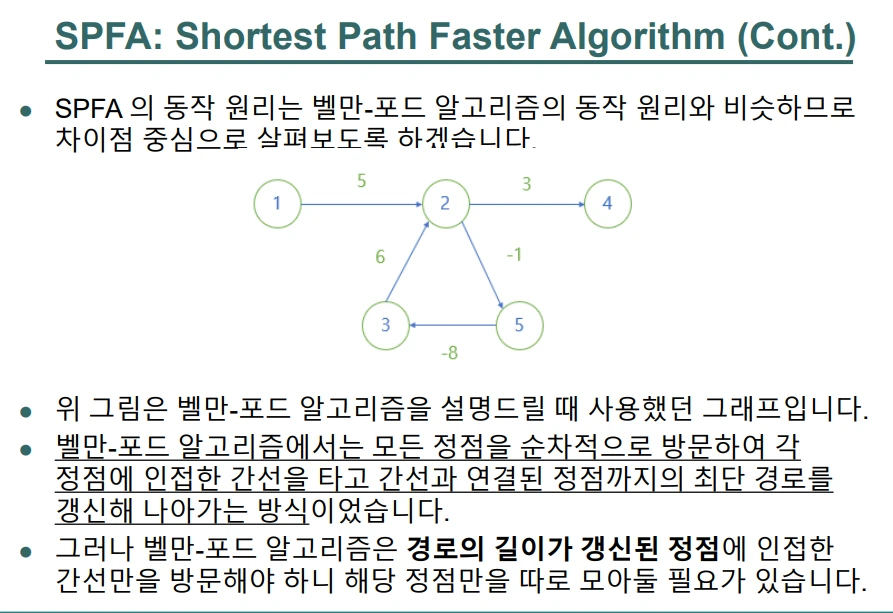 SPFA: Shortest Path Faster Algorithm (Cont.)
SPFA 의 동작 원리는 벨만-포드 알고리즘의 동작 원리와 비슷하므로
차이점 중심으로 살펴보도록 하겠습니다.
5
3
1
2
4
6
-1
3
5
-8
위 그림은 벨만-포드 알고리즘을 설명드릴 때 사용했던 그래프입니다.
벨만-포드 알고리즘에서는 모든 정점을 순차적으로 방문하여 각
정점에 인접한 간선을 타고 간선과 연결된 정점까지의 최단 경로를
갱신해 나아가는 방식이었습니다.
그러나 벨만-포드 알고리즘은 경로의 길이가 갱신된 정점에 인접한
간선만을 방문해야 하니 해당 정점만을 따로 모아둘 필요가 있습니다.